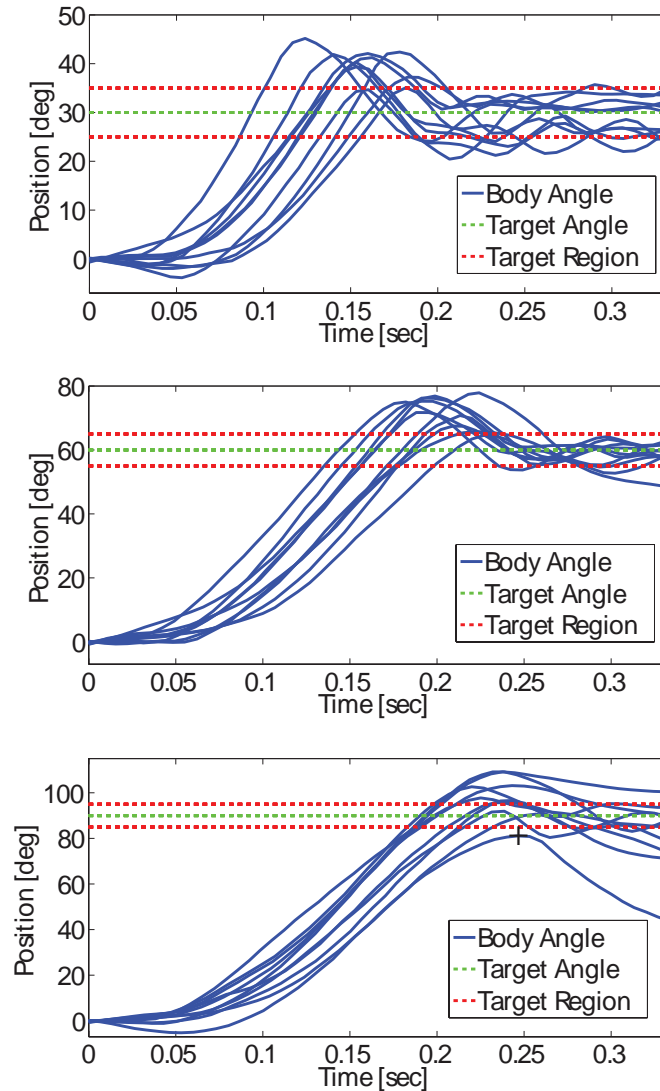 50
40
30
20
10
0
Position [deg]
Body Angle
Target Angle
Target Region
0 0.05 0.1 0.15 0.2 0.25 0.3
Time [sec]
80
60
40
20
0
Position [deg]
Body Angle
Target Angle
Target Region
0 0.05 0.1 0.15 0.2 0.25 0.3
Time [sec]
100
80
60
40
20
0
Position [deg]
Body Angle
Target Angle
Target Region
0 0.05 0.1 0.15 0.2 0.25 0.3
Time [sec]